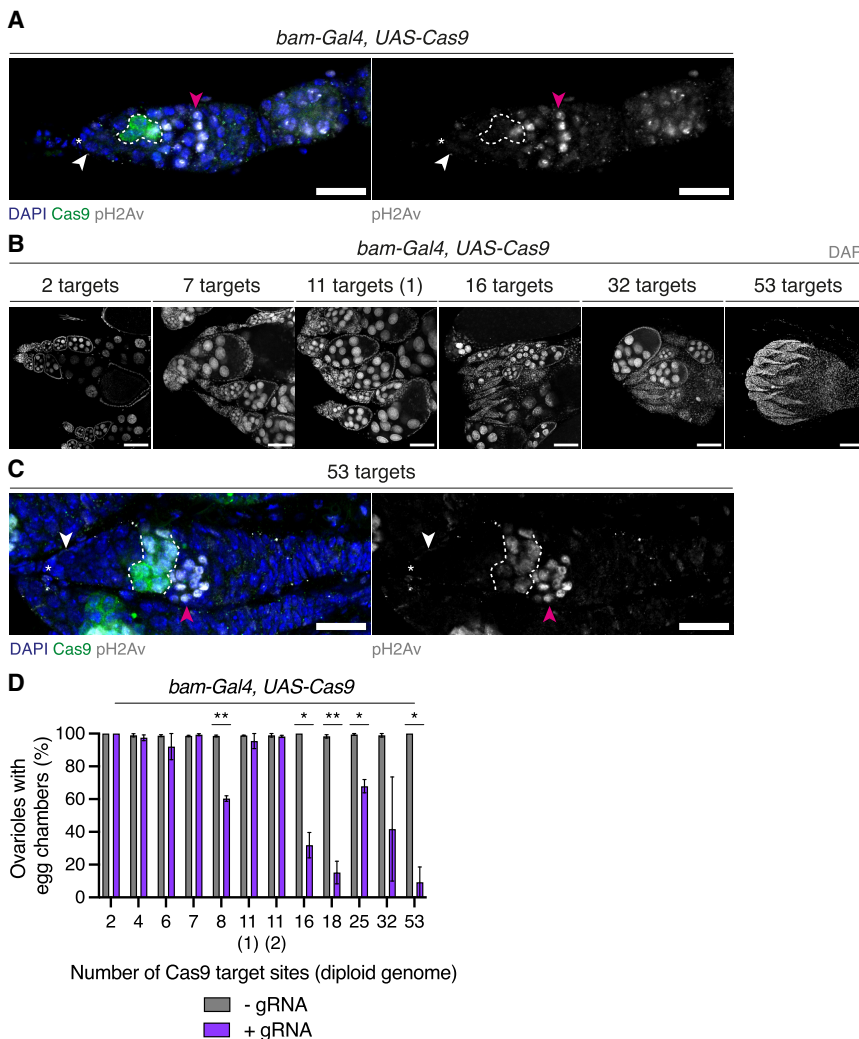 A
bam-Gal4, UAS-Cas9
*
*
DAPI Cas9 pH2Av
pH2Av
B
bam-Gal4, UAS-Cas9
DAP
2 targets 7 targets 11 targets (1) 16 targets 32 targets 53 targets
C
53 targets
*
*
DAPI Cas9 pH2Av
pH2Av
D
bam-Gal4, UAS-Cas9
** * ** * *
Ovarioles with
egg chambers (%)
100
80
60
40
20
0
2 4 6 7 8 11 11 16 18 25 32 53
(1) (2)
Number of Cas9 target sites (diploid genome)
- gRNA
+ gRNA